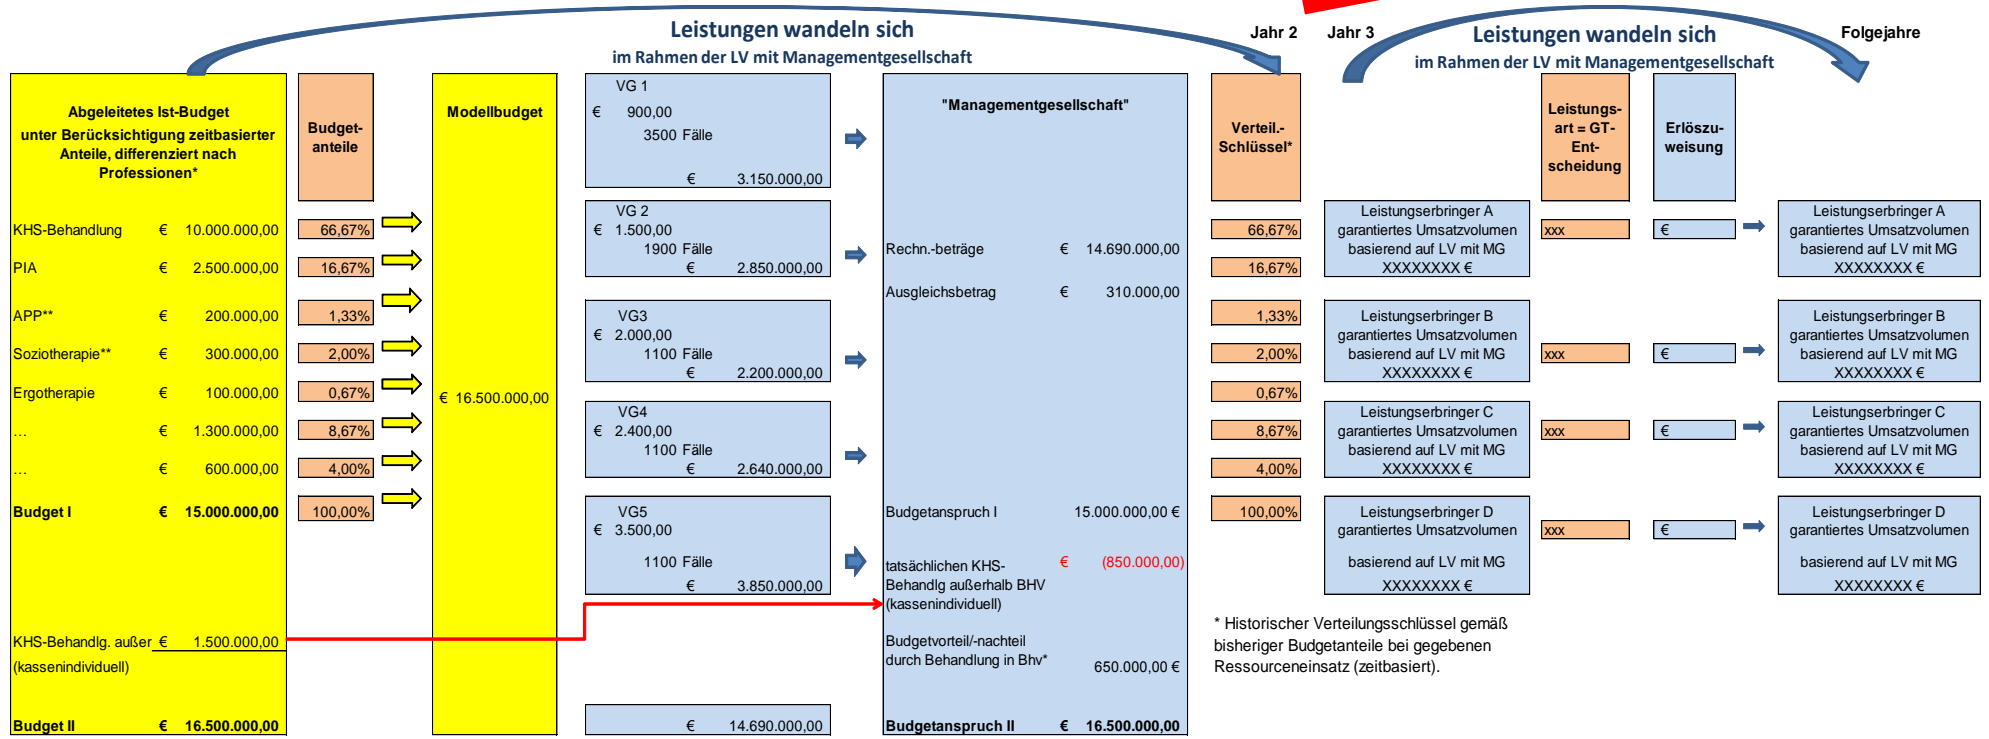 Leistungen wandeln sich
im Rahmen der LV mit Managementgesellschaft
Jahr 2
Jahr 3
Leistungen wandeln sich
im Rahmen der LV mit Managementgesellschaft
Folgejahre
Abgeleitetes Ist-Budget
unter Berücksichtigung zeitbasierter
Anteile, differenziert nach
Professionen*
KHS-Behandlung € 10.000.000,00
PIA € 2.500.000,00
APP** € 200.000,00
Soziotherapie** € 300.000,00
Ergotherapie € 100.000,00
… € 1.300.000,00
… € 600.000,00
Budget I € 15.000.000,00
KHS-Behandlg. außer € 1.500.000,00
(kassenindividuell)
Budget II € 16.500.000,00
Budget-
anteile
66,67%
16,67%
1,33%
2,00%
0,67%
8,67%
4,00%
100,00%
Modellbudget
€ 16.500.000,00
VG 1
€ 900,00
3500 Fälle
€ 3.150.000,00
VG 2
€ 1.500,00
1900 Fälle
€ 2.850.000,00
VG3
€ 2.000,00
1100 Fälle
€ 2.200.000,00
VG4
€ 2.400,00
1100 Fälle
€ 2.640.000,00
VG5
€ 3.500,00
1100 Fälle
€ 3.850.000,00
€ 14.690.000,00
"Managementgesellschaft"
Rechn.-beträge € 14.690.000,00
Ausgleichsbetrag € 310.000,00
Budgetanspruch I 15.000.000,00 €
tatsächlichen KHS- € (850.000,00)
Behandlg außerhalb BHV
(kassenindividuell)
Budgetvorteil/-nachteil
durch Behandlung in Bhv* 650.000,00 €
Budgetanspruch II € 16.500.000,00
Verteil.-
Schlüssel*
66,67%
16,67%
1,33%
2,00%
0,67%
8,67%
4,00%
100,00%
* Historischer Verteilungsschlüssel gemäß
bisheriger Budgetanteile bei gegebenen
Ressourceneinsatz (zeitbasiert).
Leistungserbringer A
garantiertes Umsatzvolumen
basierend auf LV mit MG
XXXXXXXX €
Leistungserbringer B
garantiertes Umsatzvolumen
basierend auf LV mit MG
XXXXXXXX €
Leistungserbringer C
garantiertes Umsatzvolumen
basierend auf LV mit MG
XXXXXXXX €
Leistungserbringer D
garantiertes Umsatzvolumen
basierend auf LV mit MG
XXXXXXXX €
Leistungs-
art = GT-
Ent-
scheidung
xxx
xxx
xxx
xxx
Erlöszu-
weisung
€
€
€
€
Leistungserbringer A
garantiertes Umsatzvolumen
basierend auf LV mit MG
XXXXXXXX €
Leistungserbringer B
garantiertes Umsatzvolumen
basierend auf LV mit MG
XXXXXXXX €
Leistungserbringer C
garantiertes Umsatzvolumen
basierend auf LV mit MG
XXXXXXXX €
Leistungserbringer D
garantiertes Umsatzvolumen
basierend auf LV mit MG
XXXXXXXX €